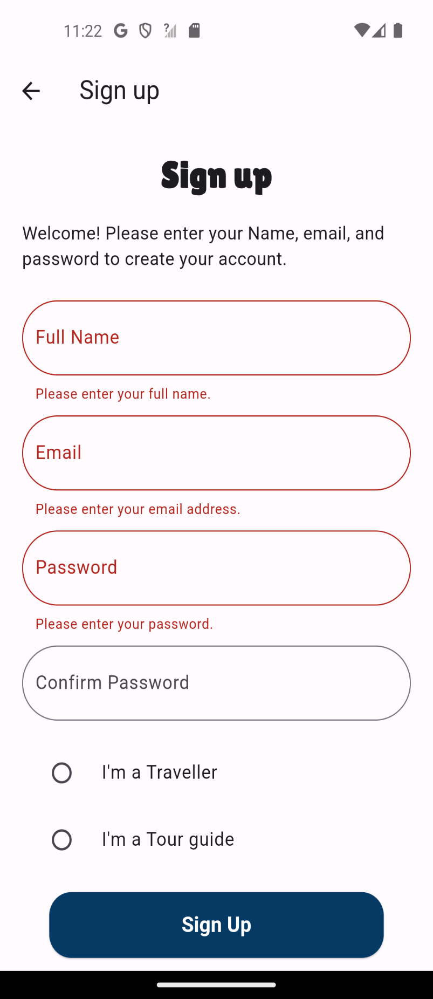 11:22
Sign up
Sign up
Welcome! Please enter your Name, email, and
password to create your account.
Full Name
Please enter your full name.
Email
Please enter your email address.
Password
Please enter your password.
Confirm Password
I'm a Traveller
I'm a Tour guide
Sign Up